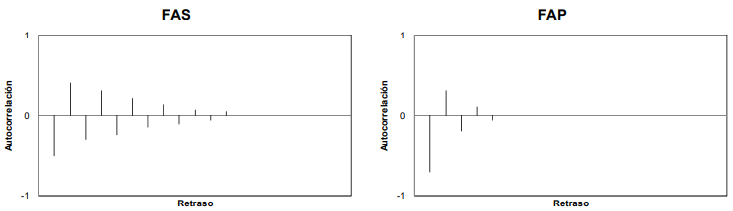 FAS
1
0
-1
Autocorrelación
Retraso
FAP
1
0
-1
Autocorrelación
Retraso